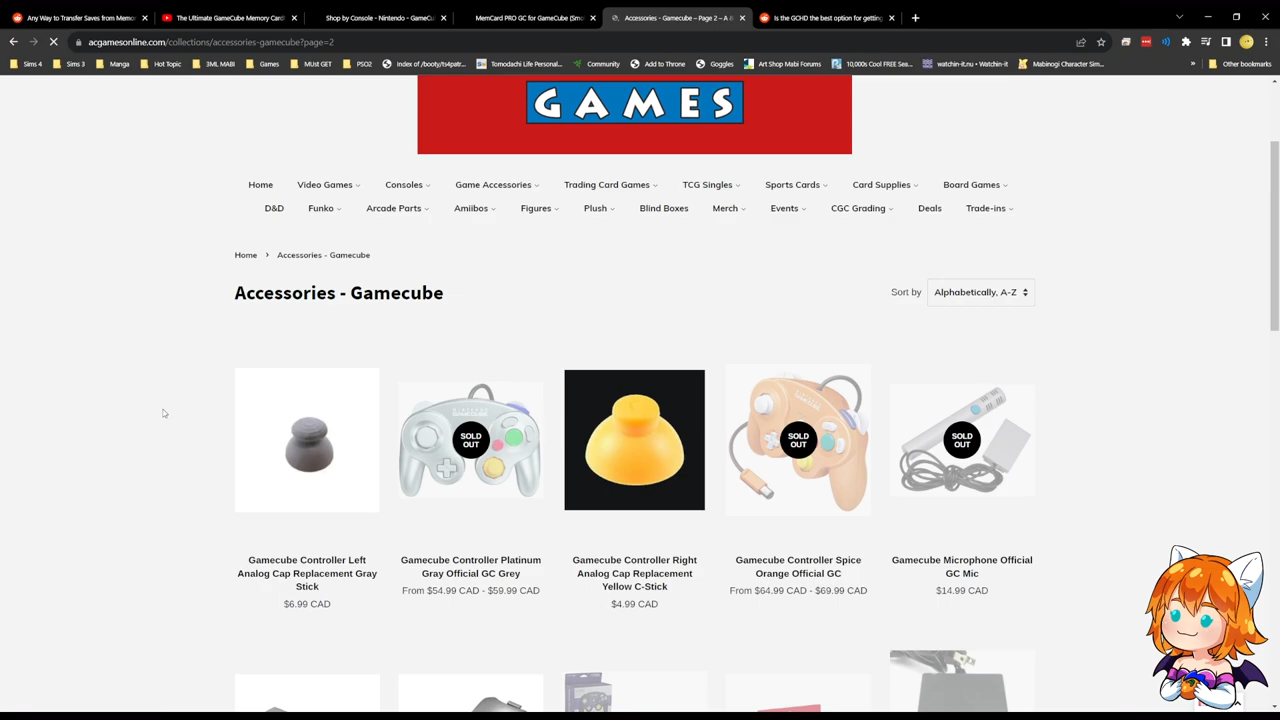 Any Way to Transfer Saves from Memor
The Ultimate GameCube Memory Card
Shop by Console - Nintendo - GameCu
MemCard PRO GC for GameCube (Smo
Accessories - Gamecube – Page 2 – A &
Is the GCHD the best option for getting
acgamesonline.com/collections/accessories-gamecube?page=2
Sims 4 Sims 3 Manga Hot Topic 3ML MABI Games MUst GET PSO2 Index of /booty/ts4patr... Tomodachi Life Personal... Community Add to Throne Goggles Art Shop Mabi Forums 10,000s Cool FREE Sea... watchin-it.nu • Watchin-it Mabinogi Character Sim... » Other bookmarks
GAMES
Home Video Games Consoles Game Accessories Trading Card Games TCG Singles Sports Cards Card Supplies Board Games
D&D Funko Arcade Parts Amiibos Figures Plush Blind Boxes Merch Events CGC Grading Deals Trade-ins
Home › Accessories - Gamecube
Accessories - Gamecube
Sort by Alphabetically, A-Z
SOLD
OUT
SOLD
OUT
SOLD
OUT
Gamecube Controller Left
Analog Cap Replacement Gray
Stick
$6.99 CAD
Gamecube Controller Platinum
Gray Official GC Grey
From $54.99 CAD - $59.99 CAD
Gamecube Controller Right
Analog Cap Replacement
Yellow C-Stick
$4.99 CAD
Gamecube Controller Spice
Orange Official GC
From $64.99 CAD - $69.99 CAD
Gamecube Microphone Official
GC Mic
$14.99 CAD